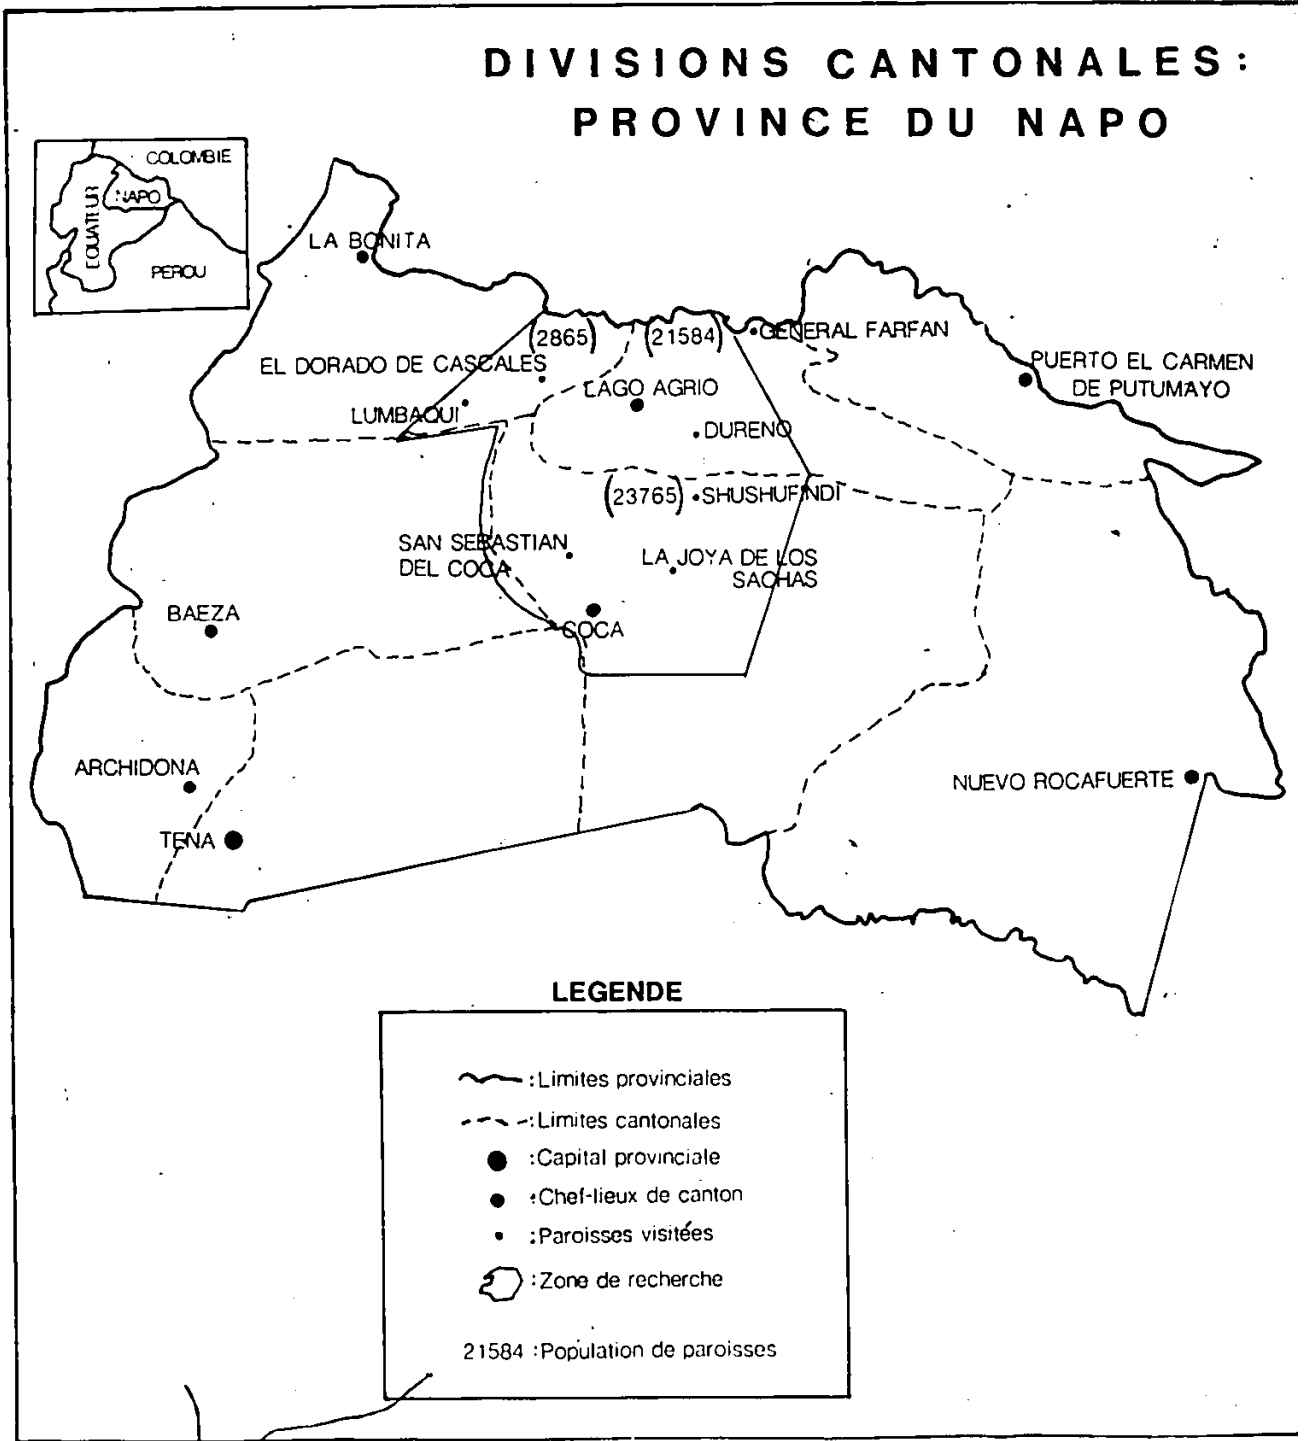 DIVISIONS CANTONALES:
PROVINCE DU NAPO
COLOMBIE
NAPO
EQUATEUR
PEROU
LA BONITA
(2865)
(21584)
GENERAL FARFAN
EL DORADO DE CASCALES
LAGO AGRIO
PUERTO EL CARMEN
DE PUTUMAYO
LUMBAQUI
DURENO
(23765)
SHUSHUFINDI
SAN SEBASTIAN
DEL COCA
LA JOYA DE LOS
SACHAS
BAEZA
COCA
ARCHIDONA
NUEVO ROCAFUERTE
TENA
LEGENDE
:Limites provinciales
:Limites cantonales
:Capital provinciale
:Chef-lieux de canton
:Paroisses visitées
:Zone de recherche
21584 :Population de paroisses